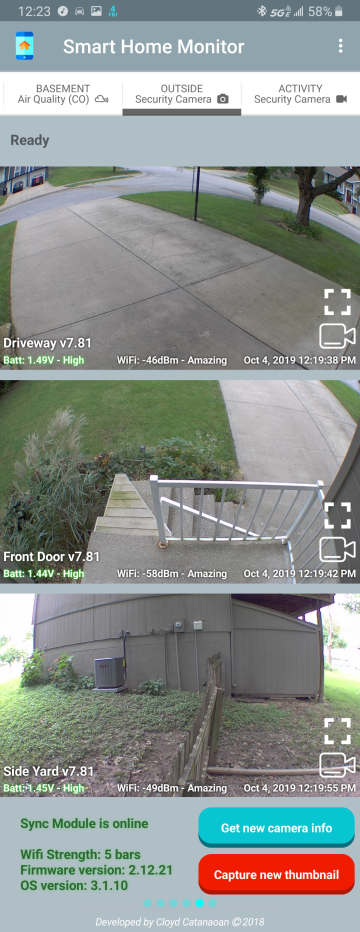 12:23
4
MIN
5G
E
58%
Smart Home Monitor
BASEMENT
Air Quality (CO)
OUTSIDE
Security Camera
ACTIVITY
Security Camera
Ready
Driveway v7.81
Batt: 1.49V - High WiFi: -46dBm - Amazing Oct 4, 2019 12:19:38 PM
Front Door v7.81
Batt: 1.44V - High WiFi: -58dBm - Amazing Oct 4, 2019 12:19:42 PM
Side Yard v7.81
Batt: 1.45V - High WiFi: -49dBm - Amazing Oct 4, 2019 12:19:55 PM
Sync Module is online
Get new camera info
Wifi Strength: 5 bars
Firmware version: 2.12.21
OS version: 3.1.10
Capture new thumbnail
Developed by Cloyd Catanaoan ©2018